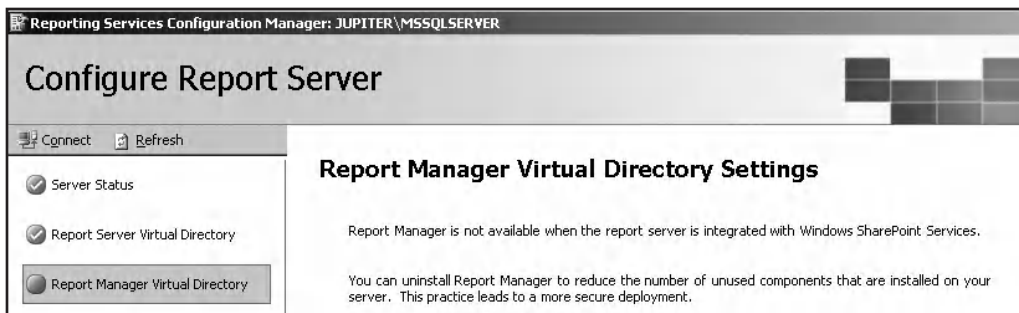 Reporting Services Configuration Manager: JUPITER\MSSQLSERVER
Configure Report Server
Connect Refresh
Server Status
Report Server Virtual Directory
Report Manager Virtual Directory
Report Manager Virtual Directory Settings
Report Manager is not available when the report server is integrated with Windows SharePoint Services.
You can uninstall Report Manager to reduce the number of unused components that are installed on your
server. This practice leads to a more secure deployment.